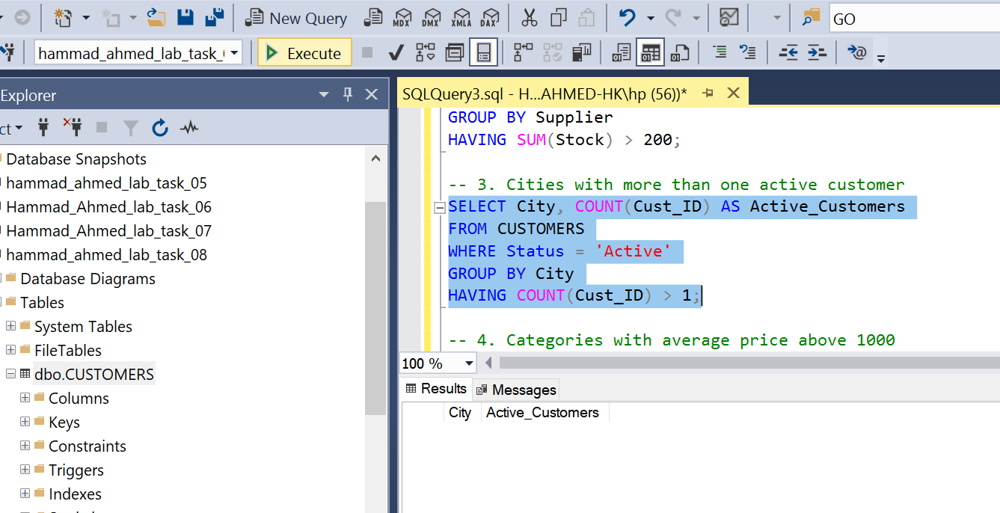 New Query
MDX
DMX
XMLA
DAX
GO
hammad_ahmed_lab_task_
Execute
Explorer
SQLQuery3.sql - H...AHMED-HK\hp (56))*
ct
Database Snapshots
hammad_ahmed_lab_task_05
Hammad_Ahmed_lab_task_06
Hammad_Ahmed_lab_task_07
hammad_ahmed_lab_task_08
Database Diagrams
Tables
System Tables
FileTables
dbo.CUSTOMERS
Columns
Keys
Constraints
Triggers
Indexes
GROUP BY Supplier
HAVING SUM(Stock) > 200;
-- 3. Cities with more than one active customer
SELECT City, COUNT(Cust_ID) AS Active_Customers
FROM CUSTOMERS
WHERE Status = 'Active'
GROUP BY City
HAVING COUNT(Cust_ID) > 1;
-- 4. Categories with average price above 1000
100 %
Results
Messages
City Active_Customers